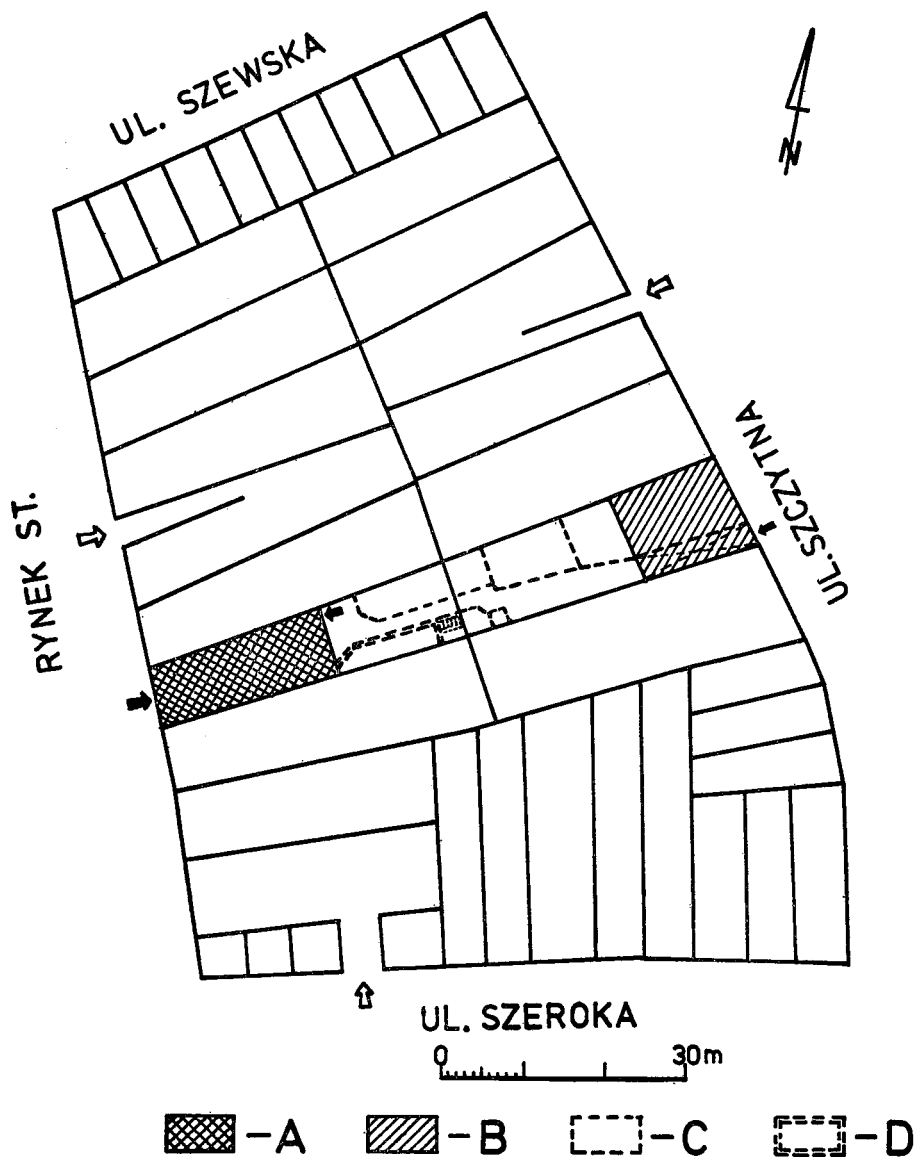 UL. SZEWSKA
N
RYNEK ST.
UL. SZCZYTNA
UL. SZEROKA
0 30m
-A -B -C -D